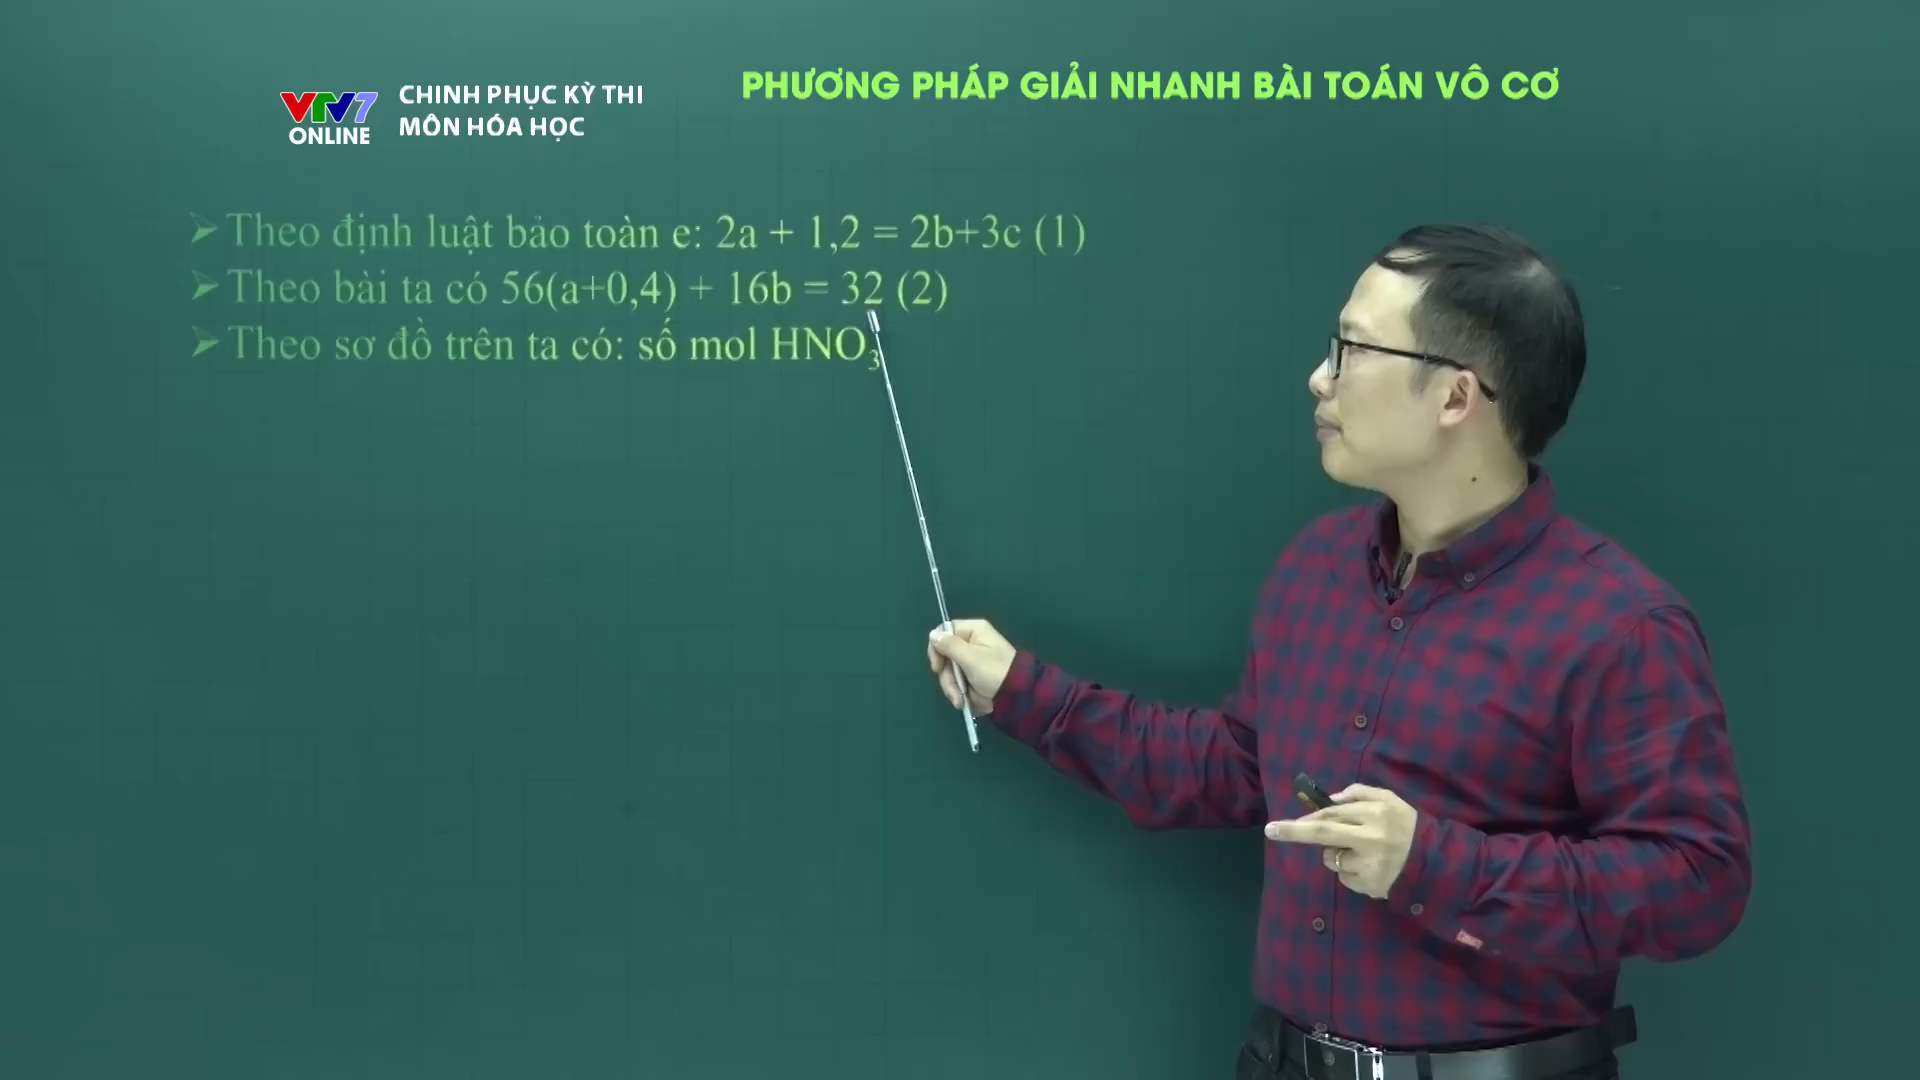 VTV7
ONLINE
CHINH PHỤC KỲ THI
MÔN HÓA HỌC
PHƯƠNG PHÁP GIẢI NHANH BÀI TOÁN VÔ CƠ
➢Theo định luật bảo toàn e: 2a + 1,2 = 2b+3c (1)
➢Theo bài ta có 56(a+0,4) + 16b = 32 (2)
➢Theo sơ đồ trên ta có: số mol HNO₃